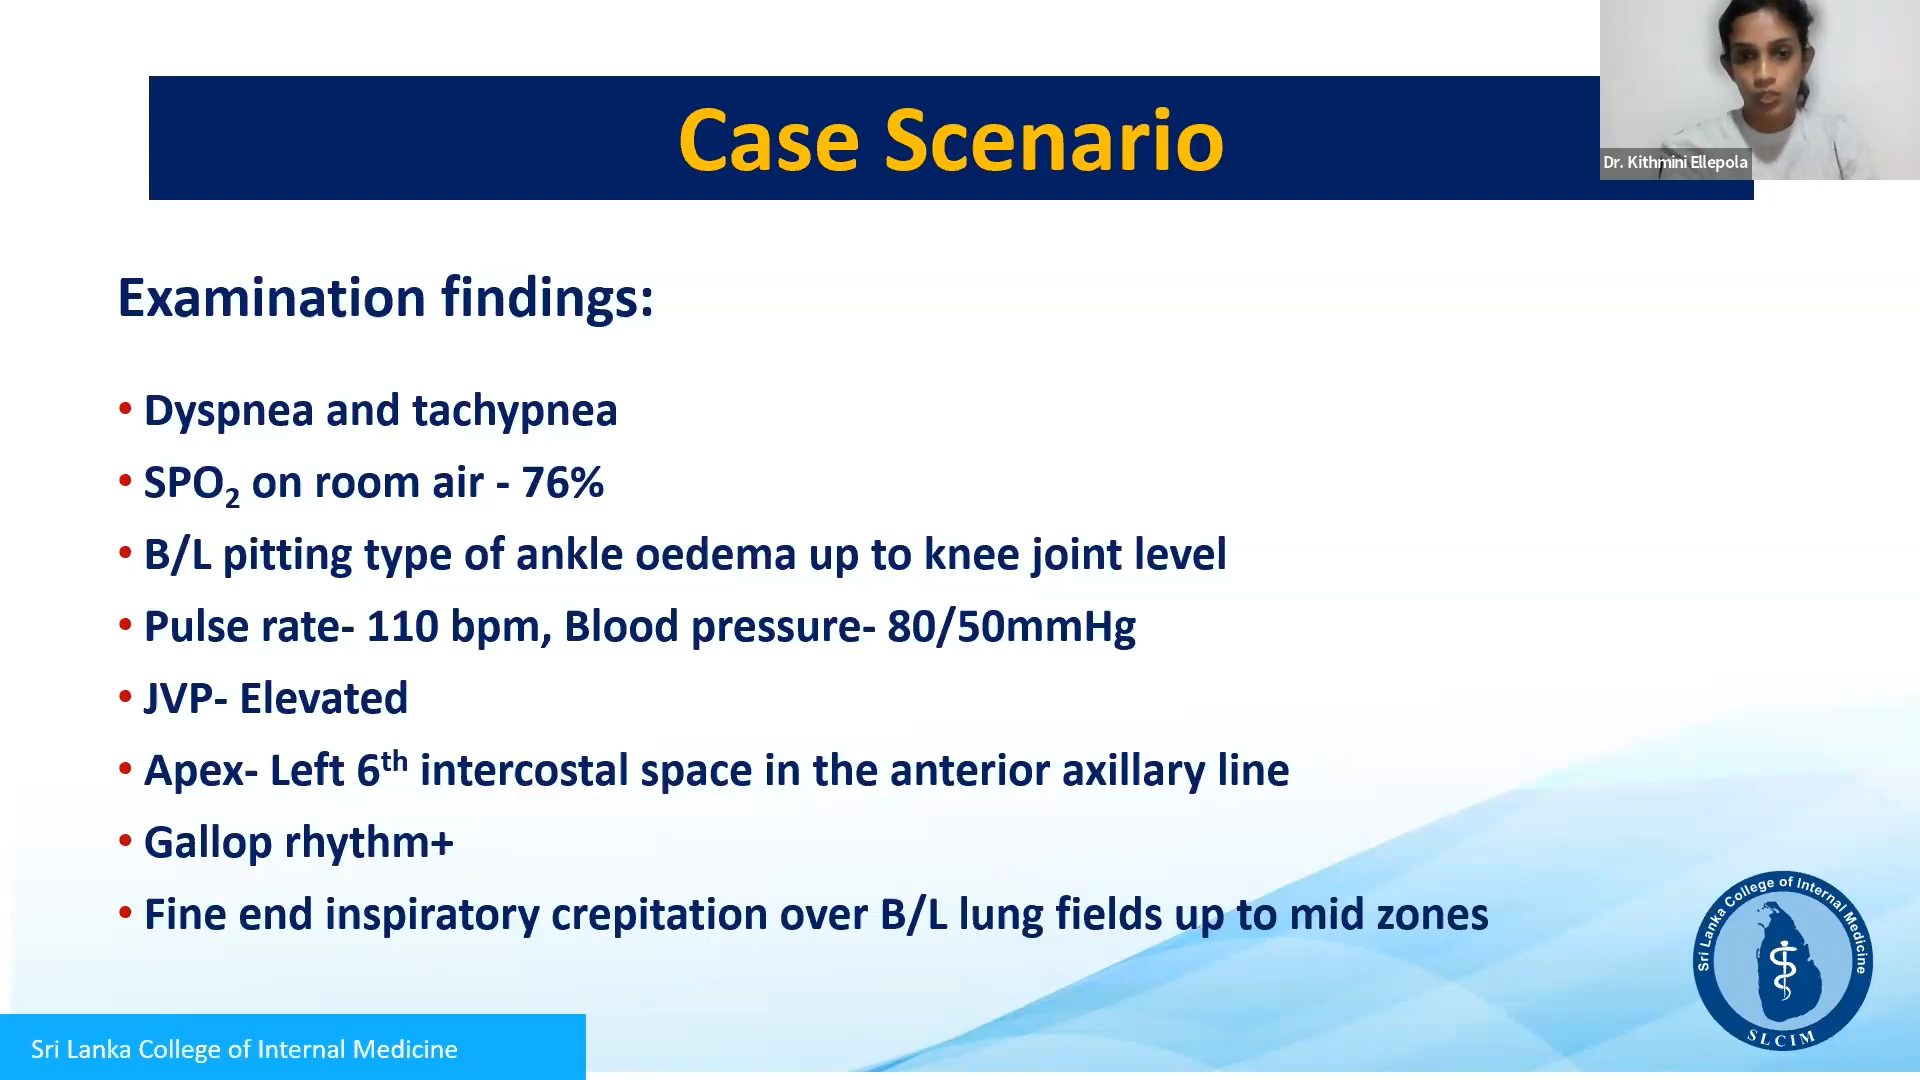 Case Scenario
Dr. Kithmini Ellepola
Examination findings:
• Dyspnea and tachypnea
• SPO₂ on room air - 76%
• B/L pitting type of ankle oedema up to knee joint level
• Pulse rate- 110 bpm, Blood pressure- 80/50mmHg
• JVP- Elevated
• Apex- Left 6th intercostal space in the anterior axillary line
• Gallop rhythm+
• Fine end inspiratory crepitation over B/L lung fields up to mid zones
Sri Lanka College of Internal Medicine
SLCIM
Sri Lanka College of Internal Medicine